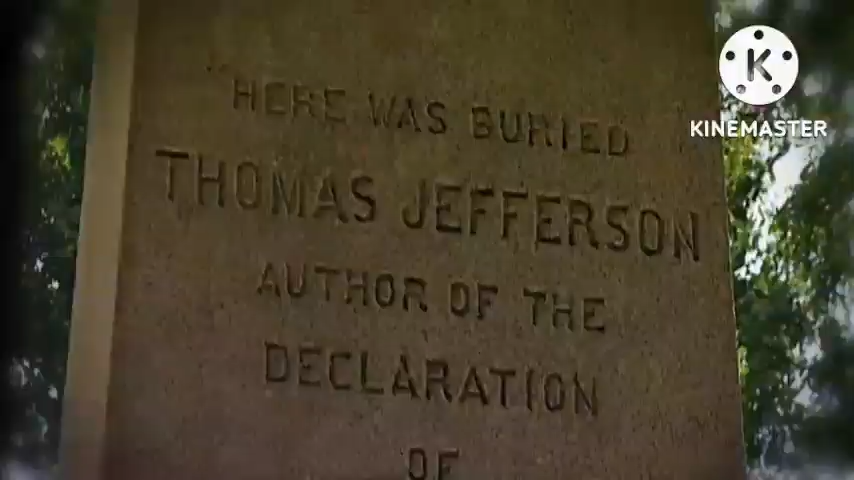 HERE WAS BURIED
THOMAS JEFFERSON
AUTHOR OF THE
DECLARATION
OF
K
KINEMASTER